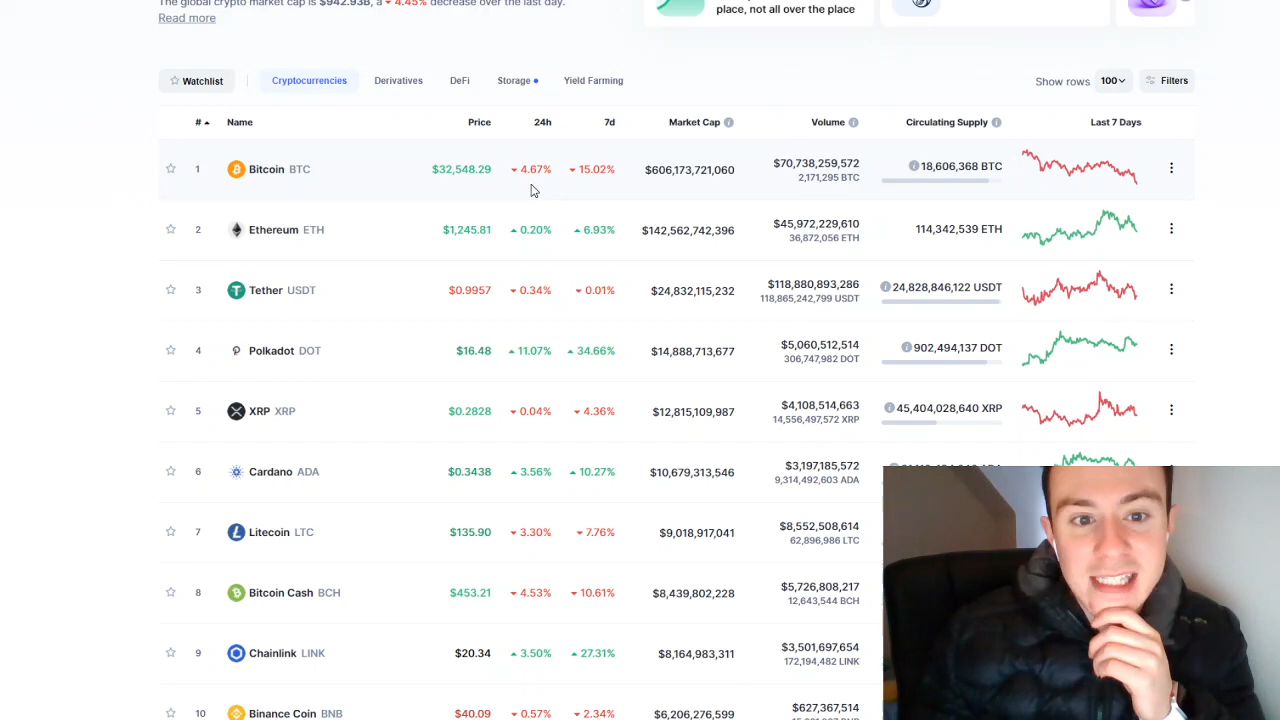 The global crypto market cap is $942.93B, a 4.45% decrease over the last day.
Read more
place, not all over the place
Watchlist Cryptocurrencies Derivatives DeFi Storage Yield Farming Show rows 100 Filters
# Name Price 24h 7d Market Cap Volume Circulating Supply Last 7 Days
1 Bitcoin BTC $32,548.29 4.67% 15.02% $606,173,721,060 $70,738,259,572 18,606,368 BTC
2,171,295 BTC
2 Ethereum ETH $1,245.81 0.20% 6.93% $142,562,742,396 $45,972,229,610 114,342,539 ETH
36,872,056 ETH
3 Tether USDT $0.9957 0.34% 0.01% $24,832,115,232 $118,880,893,286 24,828,846,122 USDT
118,865,242,799 USDT
4 Polkadot DOT $16.48 11.07% 34.66% $14,888,713,677 $5,060,512,514 902,494,137 DOT
306,747,982 DOT
5 XRP XRP $0.2828 0.04% 4.36% $12,815,109,987 $4,108,514,663 45,404,028,640 XRP
14,556,497,572 XRP
6 Cardano ADA $0.3438 3.56% 10.27% $10,679,313,546 $3,197,185,572
9,314,492,603 ADA
7 Litecoin LTC $135.90 3.30% 7.76% $9,018,917,041 $8,552,508,614
62,896,986 LTC
8 Bitcoin Cash BCH $453.21 4.53% 10.61% $8,439,802,228 $5,726,808,217
12,643,544 BCH
9 Chainlink LINK $20.34 3.50% 27.31% $8,164,983,311 $3,501,697,654
172,194,482 LINK
10 Binance Coin BNB $40.09 0.57% 2.34% $6,206,276,599 $627,367,514